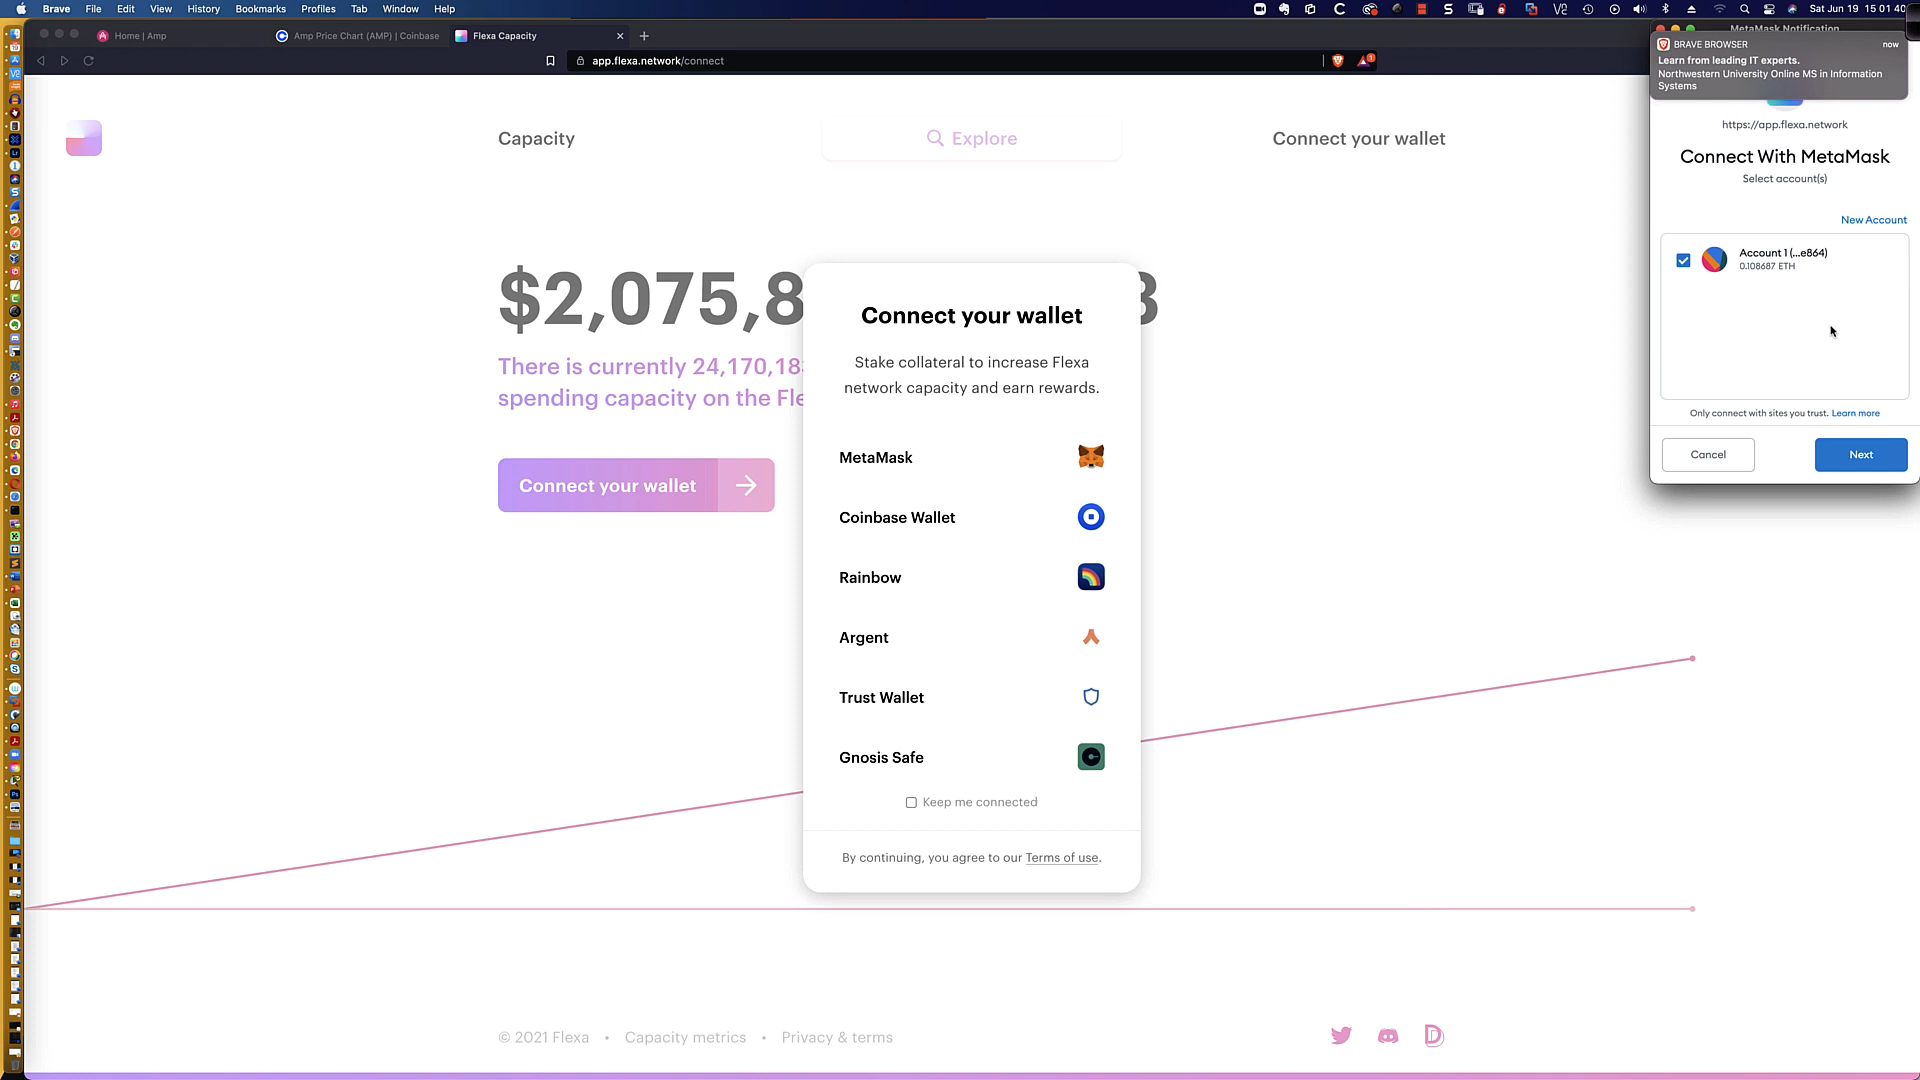 Brave File Edit View History Bookmarks Profiles Tab Window Help
Sat Jun 19 15 01 40
Home | Amp
Amp Price Chart (AMP) | Coinbase
Flexa Capacity
app.flexa.network/connect
MetaMask Notification
BRAVE BROWSER
now
Learn from leading IT experts.
Northwestern University Online MS in Information
Systems
https://app.flexa.network
Connect With MetaMask
Select account(s)
New Account
Account 1 (...e864)
0.108687 ETH
Only connect with sites you trust. Learn more
Cancel
Next
Capacity
Explore
Connect your wallet
$2,075,8
There is currently 24,170,18
spending capacity on the Fle
Connect your wallet
Connect your wallet
Stake collateral to increase Flexa
network capacity and earn rewards.
MetaMask
Coinbase Wallet
Rainbow
Argent
Trust Wallet
Gnosis Safe
Keep me connected
By continuing, you agree to our Terms of use.
© 2021 Flexa • Capacity metrics • Privacy & terms